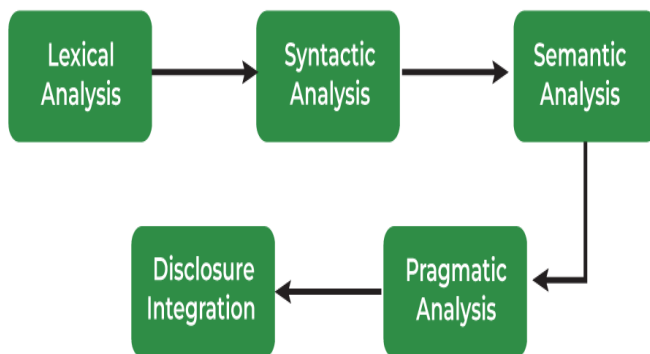 Lexical
Analysis
Syntactic
Analysis
Semantic
Analysis
Pragmatic
Analysis
Disclosure
Integration